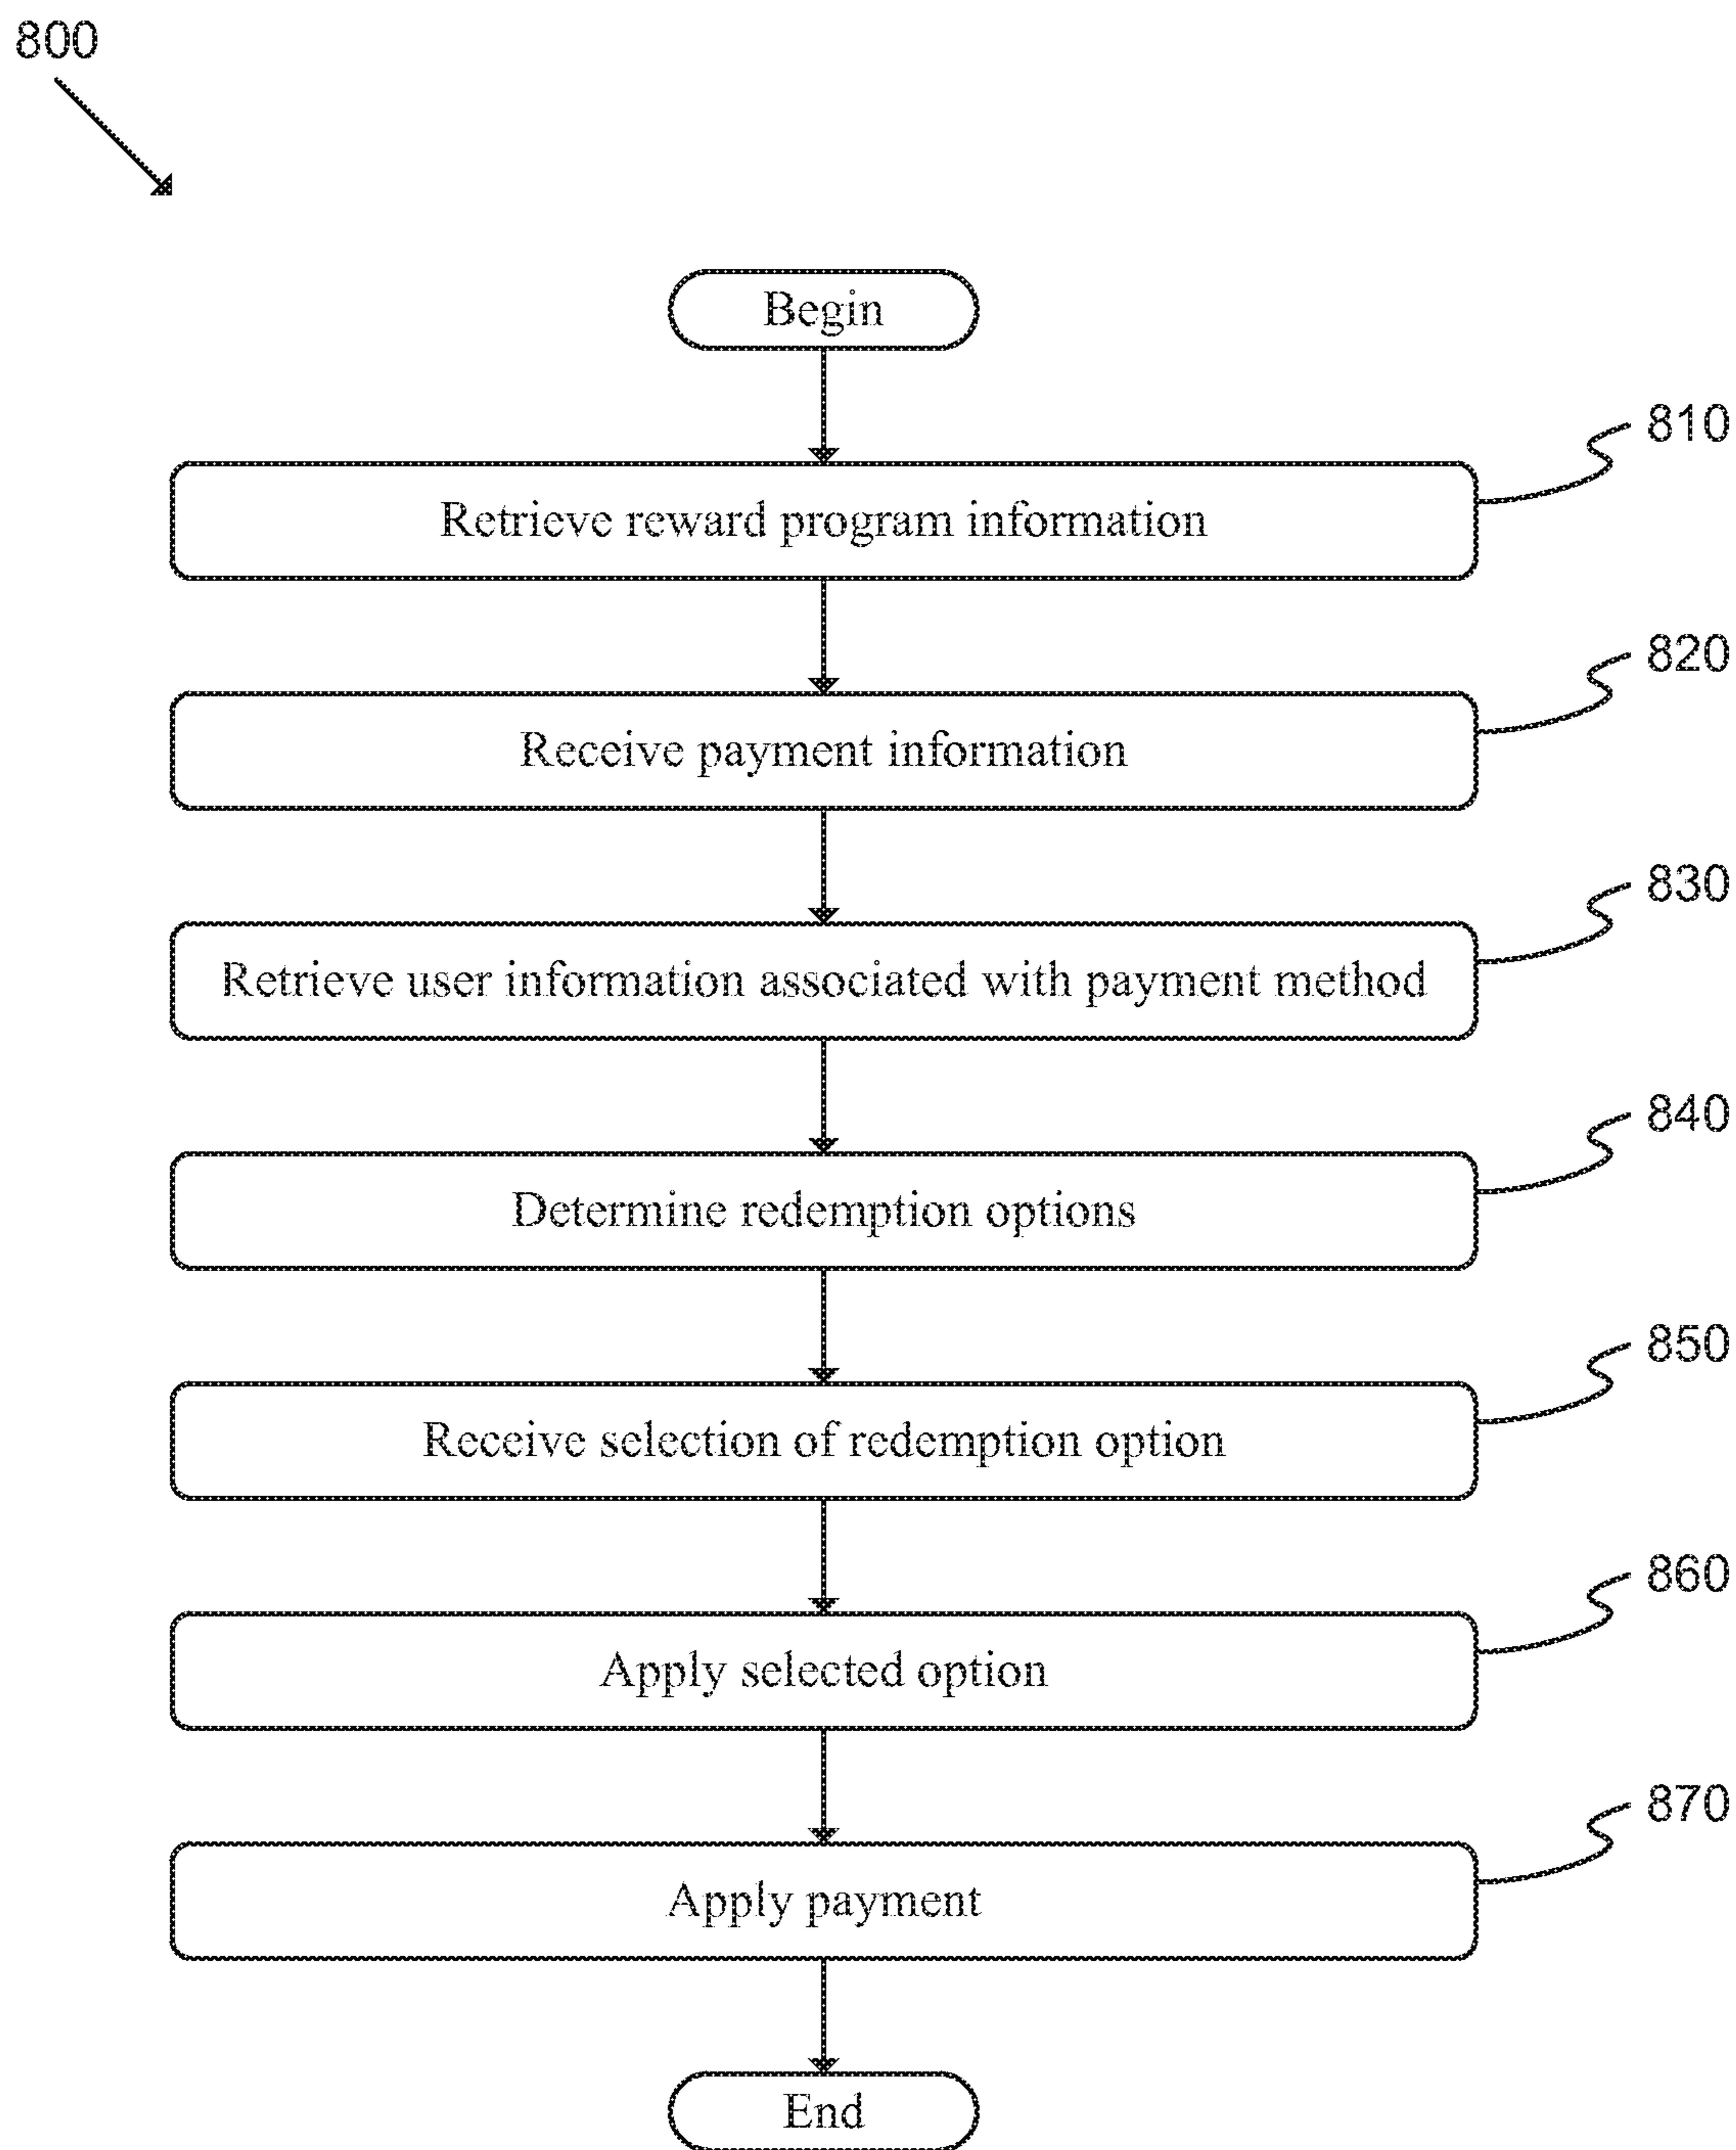 800
Begin
810
Retrieve reward program information
820
Receive payment information
830
Retrieve user information associated with payment method
840
Determine redemption options
850
Receive selection of redemption option
860
Apply selected option
870
Apply payment
End